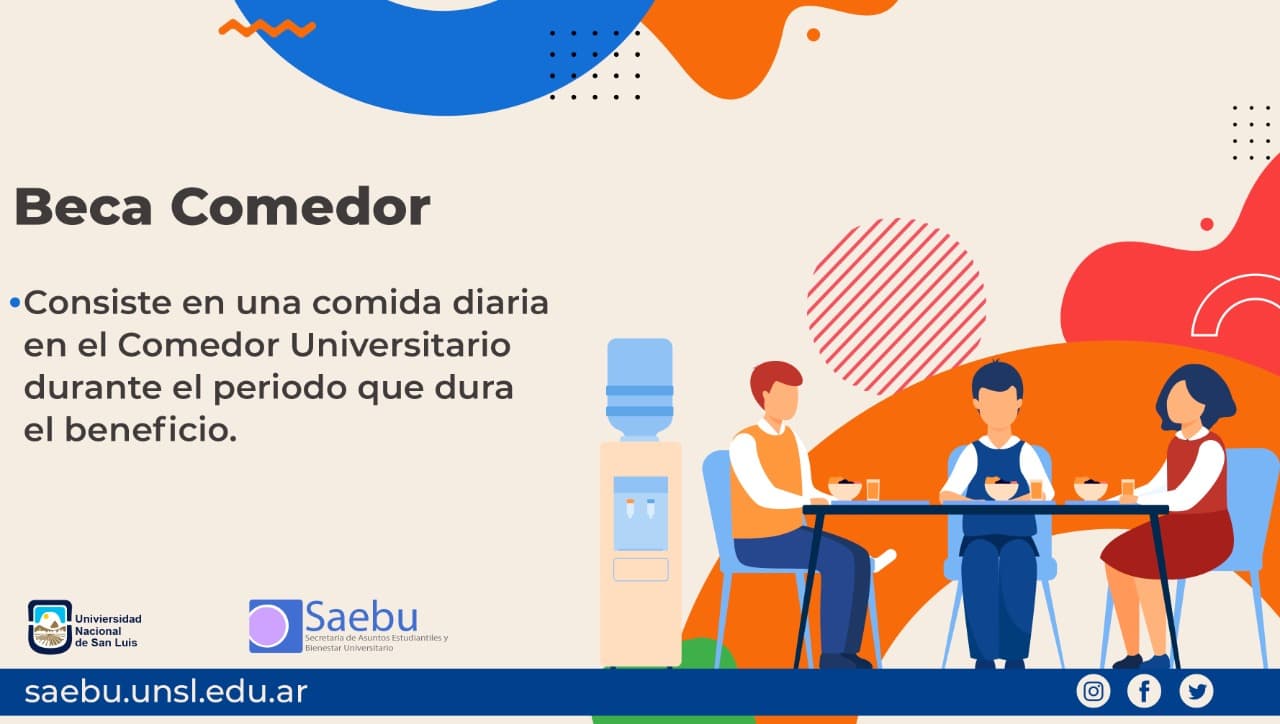 Beca Comedor
•Consiste en una comida diaria
en el Comedor Universitario
durante el periodo que dura
el beneficio.
Univiersidad
Nacional
de San Luis
Saebu
Secretaría de Asuntos Estudiantiles y
Bienestar Universitario
saebu.unsl.edu.ar